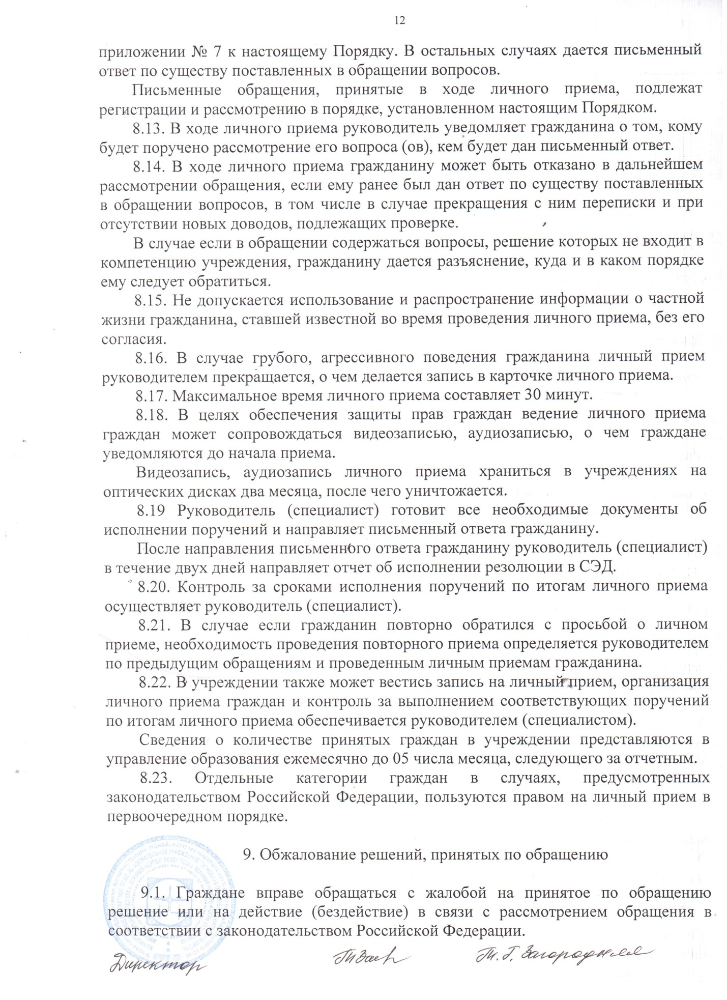 12
приложении № 7 к настоящему Порядку. В остальных случаях дается письменный
ответ по существу поставленных в обращении вопросов.
Письменные обращения, принятые в ходе личного приема, подлежат
регистрации и рассмотрению в порядке, установленном настоящим Порядком.
8.13. В ходе личного приема руководитель уведомляет гражданина о том, кому
будет поручено рассмотрение его вопроса (ов), кем будет дан письменный ответ.
8.14. В ходе личного приема гражданину может быть отказано в дальнейшем
рассмотрении обращения, если ему ранее был дан ответ по существу поставленных
в обращении вопросов, в том числе в случае прекращения с ним переписки и при
отсутствии новых доводов, подлежащих проверке.
В случае если в обращении содержаться вопросы, решение которых не входит в
компетенцию учреждения, гражданину дается разъяснение, куда и в каком порядке
ему следует обратиться.
8.15. Не допускается использование и распространение информации о частной
жизни гражданина, ставшей известной во время проведения личного приема, без его
согласия.
8.16. В случае грубого, агрессивного поведения гражданина личный прием
руководителем прекращается, о чем делается запись в карточке личного приема.
8.17. Максимальное время личного приема составляет 30 минут.
8.18. В целях обеспечения защиты прав граждан ведение личного приема
граждан может сопровождаться видеозаписью, аудиозаписью, о чем граждане
уведомляются до начала приема.
Видеозапись, аудиозапись личного приема храниться в учреждениях на
оптических дисках два месяца, после чего уничтожается.
8.19 Руководитель (специалист) готовит все необходимые документы об
исполнении поручений и направляет письменный ответа гражданину.
После направления письменного ответа гражданину руководитель (специалист)
в течение двух дней направляет отчет об исполнении резолюции в СЭД.
8.20. Контроль за сроками исполнения поручений по итогам личного приема
осуществляет руководитель (специалист).
8.21. В случае если гражданин повторно обратился с просьбой о личном
приеме, необходимость проведения повторного приема определяется руководителем
по предыдущим обращениям и проведенным личным приемам гражданина.
8.22. В учреждении также может вестись запись на личный прием, организация
личного приема граждан и контроль за выполнением соответствующих поручений
по итогам личного приема обеспечивается руководителем (специалистом).
Сведения о количестве принятых граждан в учреждении представляются в
управление образования ежемесячно до 05 числа месяца, следующего за отчетным.
8.23. Отдельные категории граждан в случаях, предусмотренных
законодательством Российской Федерации, пользуются правом на личный прием в
первоочередном порядке.
9. Обжалование решений, принятых по обращению
9.1. Граждане вправе обращаться с жалобой на принятое по обращению
решение или на действие (бездействие) в связи с рассмотрением обращения в
соответствии с законодательством Российской Федерации.
Директор Т. Г. Загородняя